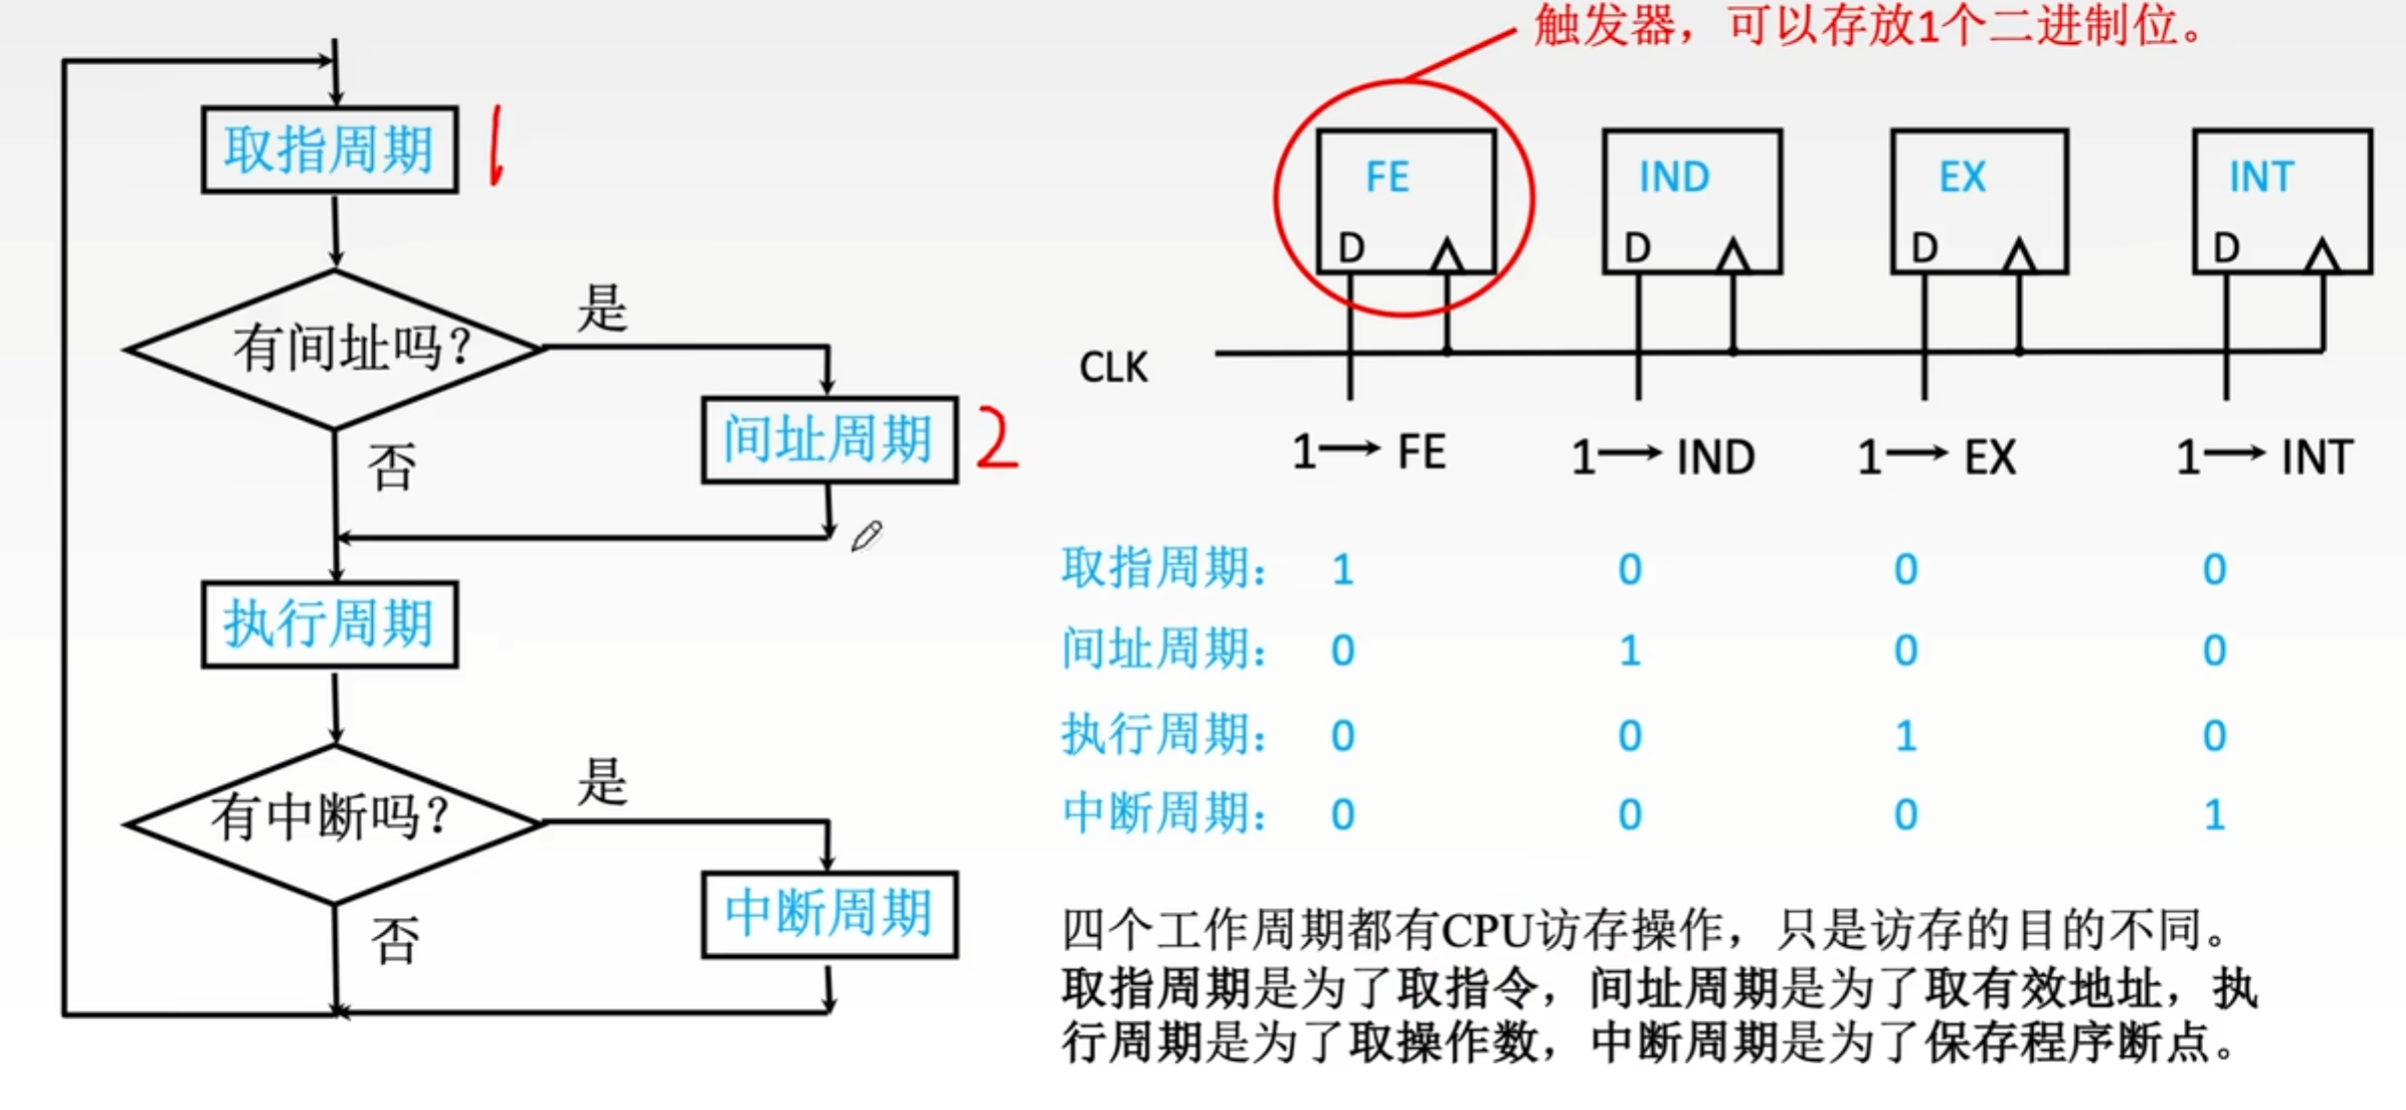 触发器，可以存放1个二进制位。
取指周期
1
有间址吗？
是
否
间址周期
2
执行周期
有中断吗？
是
否
中断周期
FE
IND
EX
INT
D
D
D
D
CLK
1→ FE
1→ IND
1→ EX
1→ INT
取指周期： 1 0 0 0
间址周期： 0 1 0 0
执行周期： 0 0 1 0
中断周期： 0 0 0 1
四个工作周期都有CPU访存操作，只是访存的目的不同。
取指周期是为了取指令，间址周期是为了取有效地址，执
行周期是为了取操作数，中断周期是为了保存程序断点。